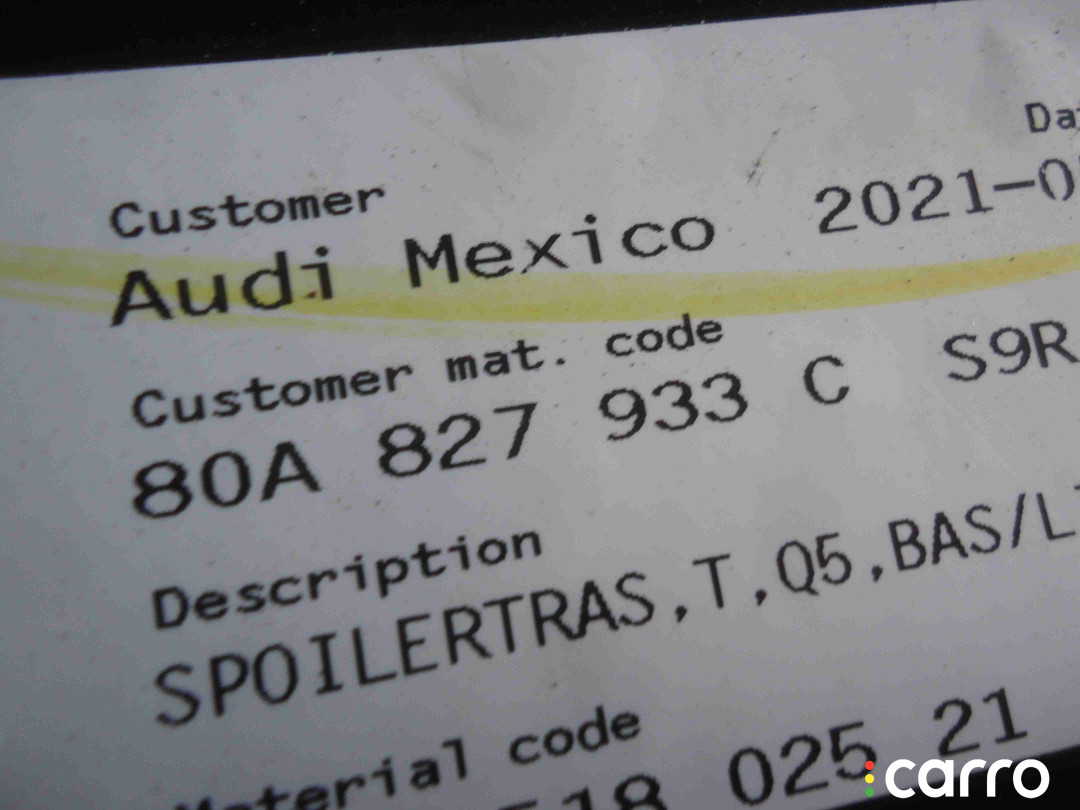 Customer
Audi Mexico 2021-0
Customer mat. code
80A 827 933 C S9R
Description
SPOILERTRAS,T,Q5,BAS/L
Material code
18 025 21
carro